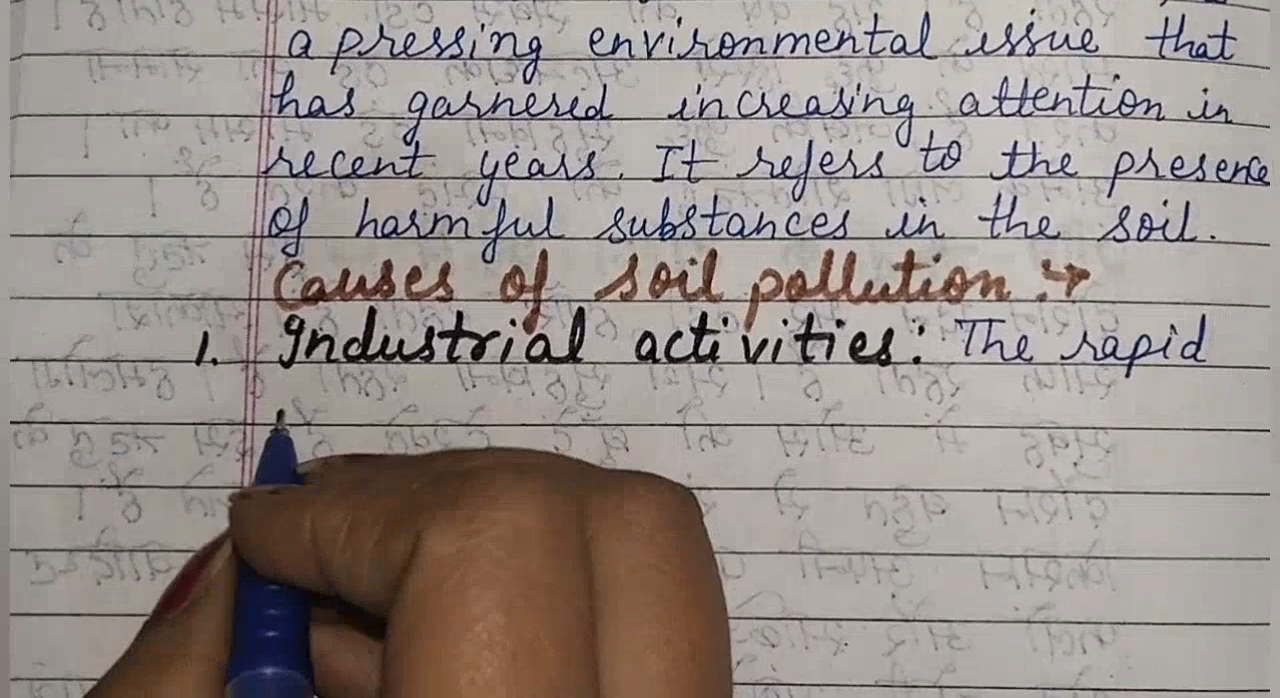 a pressing environmental issue that
has garnered increasing attention in
recent years. It refers to the presence
of harmful substances in the soil.
Causes of soil pollution :→
1. Industrial activities: The rapid